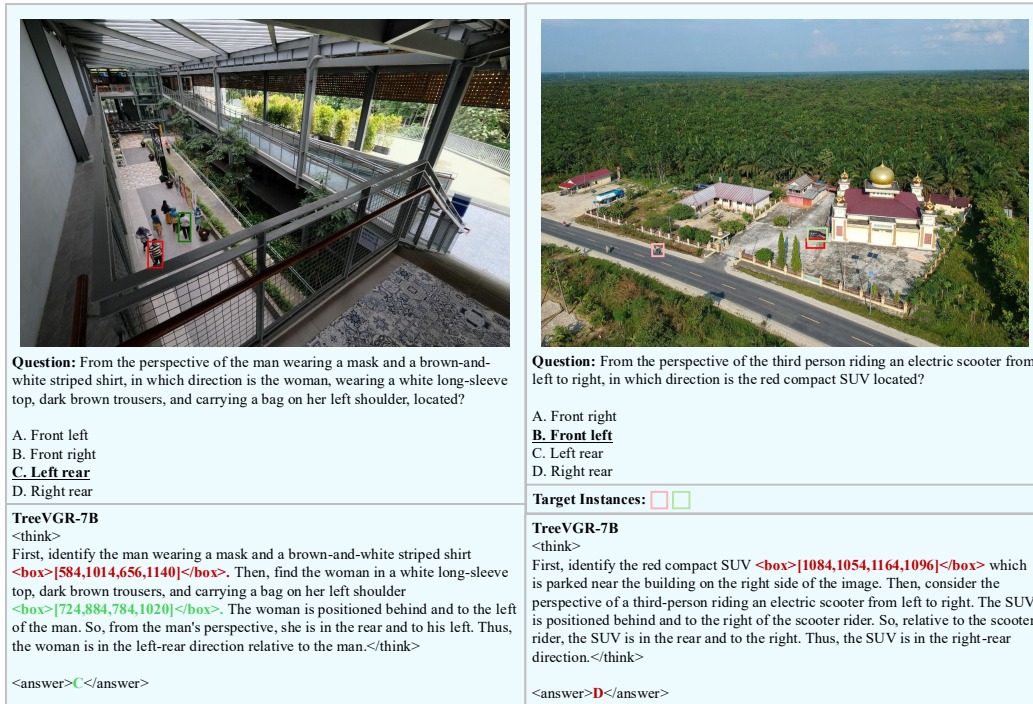 Question: From the perspective of the man wearing a mask and a brown-and-
white striped shirt, in which direction is the woman, wearing a white long-sleeve
top, dark brown trousers, and carrying a bag on her left shoulder, located?
A. Front left
B. Front right
C. Left rear
D. Right rear
TreeVGR-7B
<think>
First, identify the man wearing a mask and a brown-and-white striped shirt
<box>[584,1014,656,1140]</box>. Then, find the woman in a white long-sleeve
top, dark brown trousers, and carrying a bag on her left shoulder
<box>[724,884,784,1020]</box>. The woman is positioned behind and to the left
of the man. So, from the man's perspective, she is in the rear and to his left. Thus,
the woman is in the left-rear direction relative to the man.</think>
<answer>C</answer>
Question: From the perspective of the third person riding an electric scooter from
left to right, in which direction is the red compact SUV located?
A. Front right
B. Front left
C. Left rear
D. Right rear
Target Instances:
TreeVGR-7B
<think>
First, identify the red compact SUV <box>[1084,1054,1164,1096]</box> which
is parked near the building on the right side of the image. Then, consider the
perspective of a third-person riding an electric scooter from left to right. The SUV
is positioned behind and to the right of the scooter rider. So, relative to the scooter
rider, the SUV is in the rear and to the right. Thus, the SUV is in the right-rear
direction.</think>
<answer>D</answer>